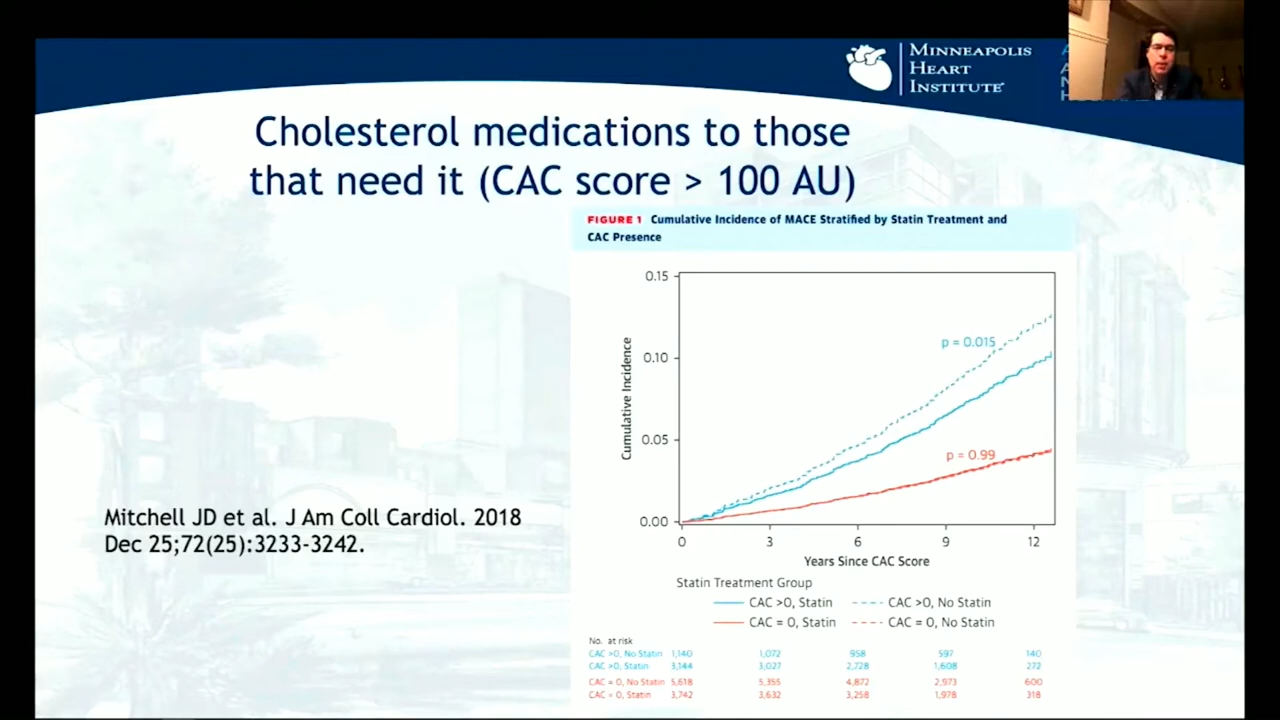 MINNEAPOLIS
HEART
INSTITUTE
Cholesterol medications to those
that need it (CAC score > 100 AU)
FIGURE 1 Cumulative Incidence of MACE Stratified by Statin Treatment and
CAC Presence
0.15
0.10
0.05
0.00
Cumulative Incidence
p = 0.015
p = 0.99
0 3 6 9 12
Years Since CAC Score
Statin Treatment Group
CAC >0, Statin CAC >0, No Statin
CAC = 0, Statin CAC = 0, No Statin
No. at risk
CAC >0, No Statin 1,140 1,072 958 597 140
CAC >0, Statin 3,144 3,027 2,728 1,608 272
CAC = 0, No Statin 5,618 5,355 4,872 2,973 600
CAC = 0, Statin 3,742 3,632 3,258 1,978 318
Mitchell JD et al. J Am Coll Cardiol. 2018
Dec 25;72(25):3233-3242.